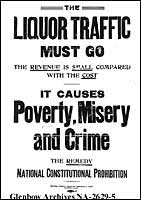 THE
LIQUOR TRAFFIC
MUST GO
THE REVENUE IS SMALL COMPARED
WITH THE COST
IT CAUSES
Poverty, Misery
and Crime
THE REMEDY
NATIONAL CONSTITUTIONAL PROHIBITION
Glenbow Archives NA-2629-5